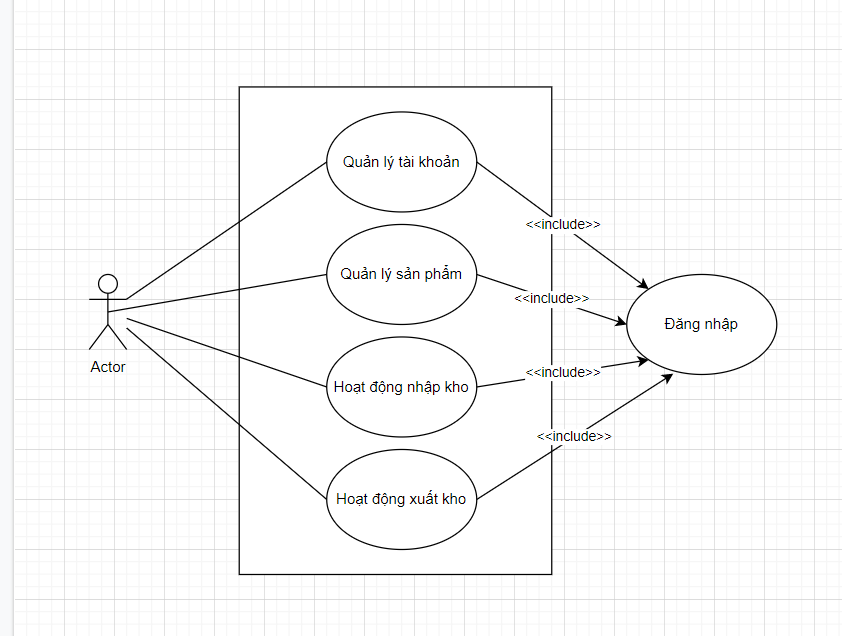 Quản lý tài khoản
<<include>>
Quản lý sản phẩm
<<include>>
Đăng nhập
Actor
<<include>>
Hoạt động nhập kho
<<include>>
Hoạt động xuất kho